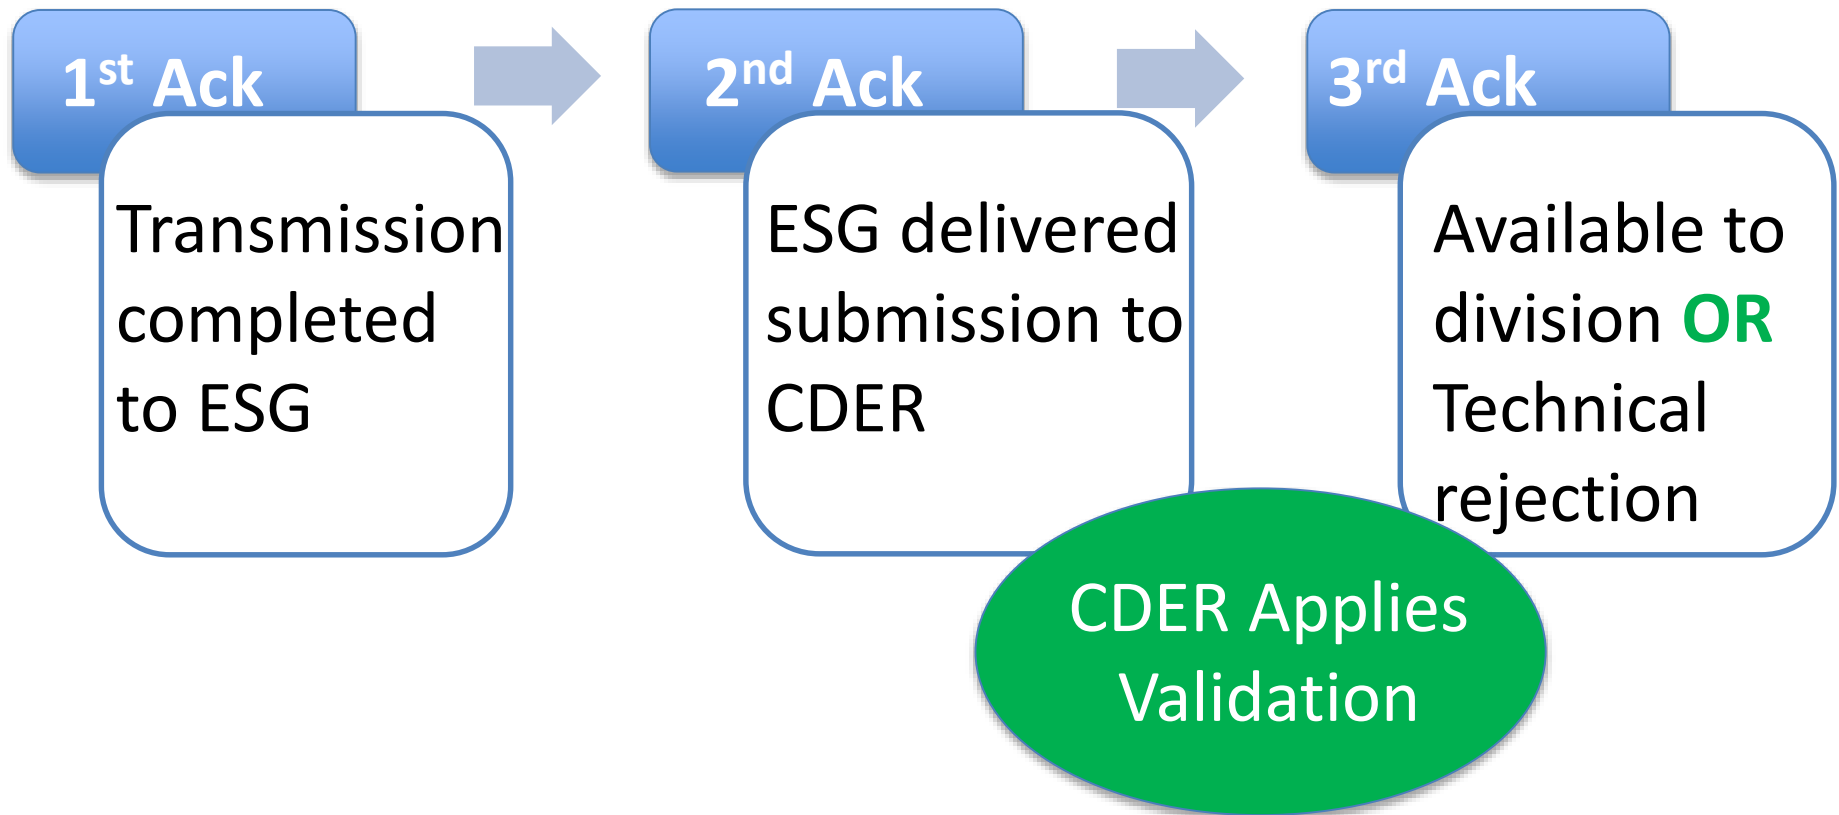 1st Ack
Transmission
completed
to ESG
2nd Ack
ESG delivered
submission to
CDER
3rd Ack
Available to
division OR
Technical
rejection
CDER Applies
Validation